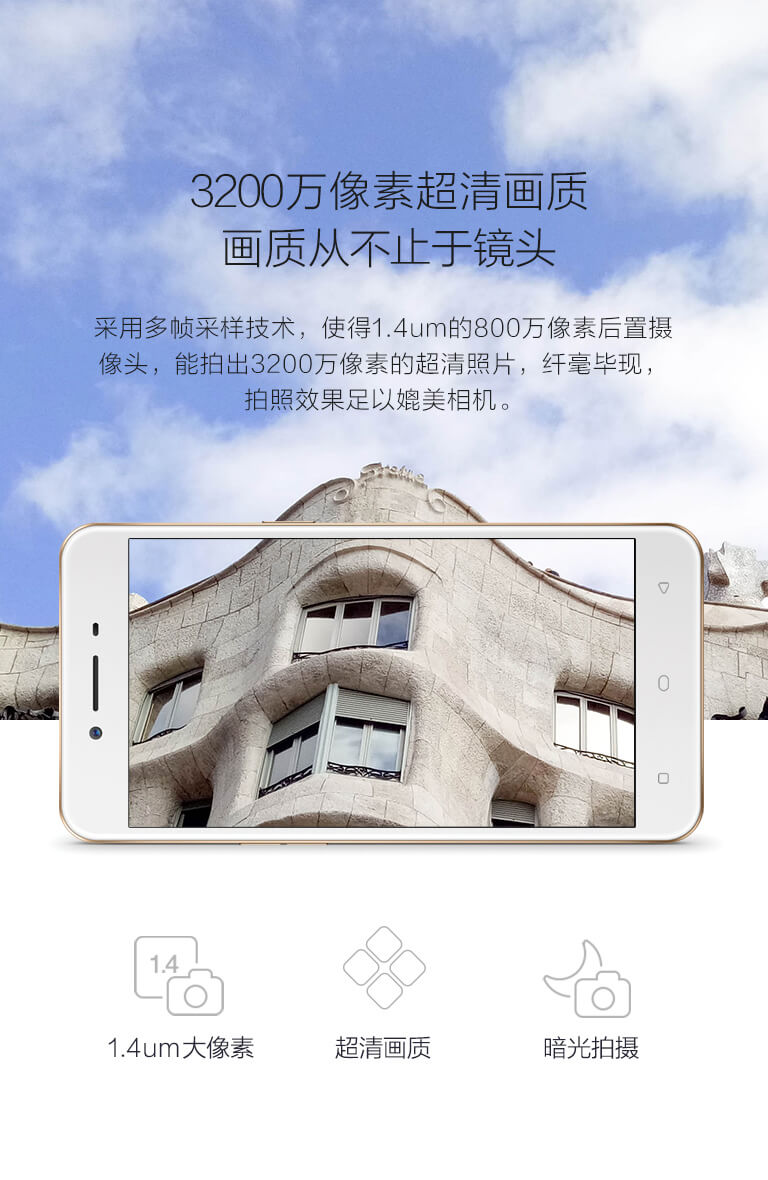 3200万像素超清画质
画质从不止于镜头
采用多帧采样技术，使得1.4um的800万像素后置摄
像头，能拍出3200万像素的超清照片，纤毫毕现，
拍照效果足以媲美相机。
1.4
1.4um大像素
超清画质
暗光拍摄